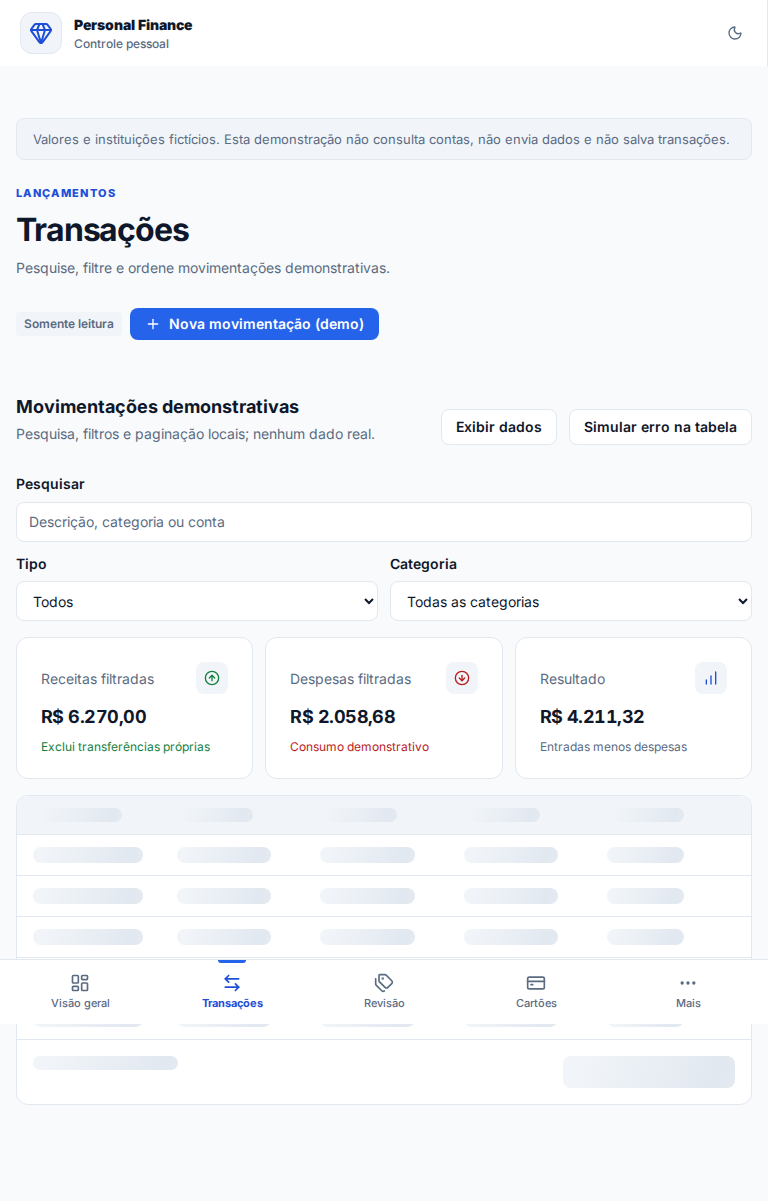 Personal Finance
Controle pessoal
Valores e instituições fictícios. Esta demonstração não consulta contas, não envia dados e não salva transações.
LANÇAMENTOS
Transações
Pesquise, filtre e ordene movimentações demonstrativas.
Somente leitura
Nova movimentação (demo)
Movimentações demonstrativas
Pesquisa, filtros e paginação locais; nenhum dado real.
Exibir dados
Simular erro na tabela
Pesquisar
Descrição, categoria ou conta
Tipo
Categoria
Todos
Todas as categorias
Receitas filtradas
Despesas filtradas
Resultado
R$ 6.270,00
R$ 2.058,68
R$ 4.211,32
Exclui transferências próprias
Consumo demonstrativo
Entradas menos despesas
Visão geral
Transações
Revisão
Cartões
Mais